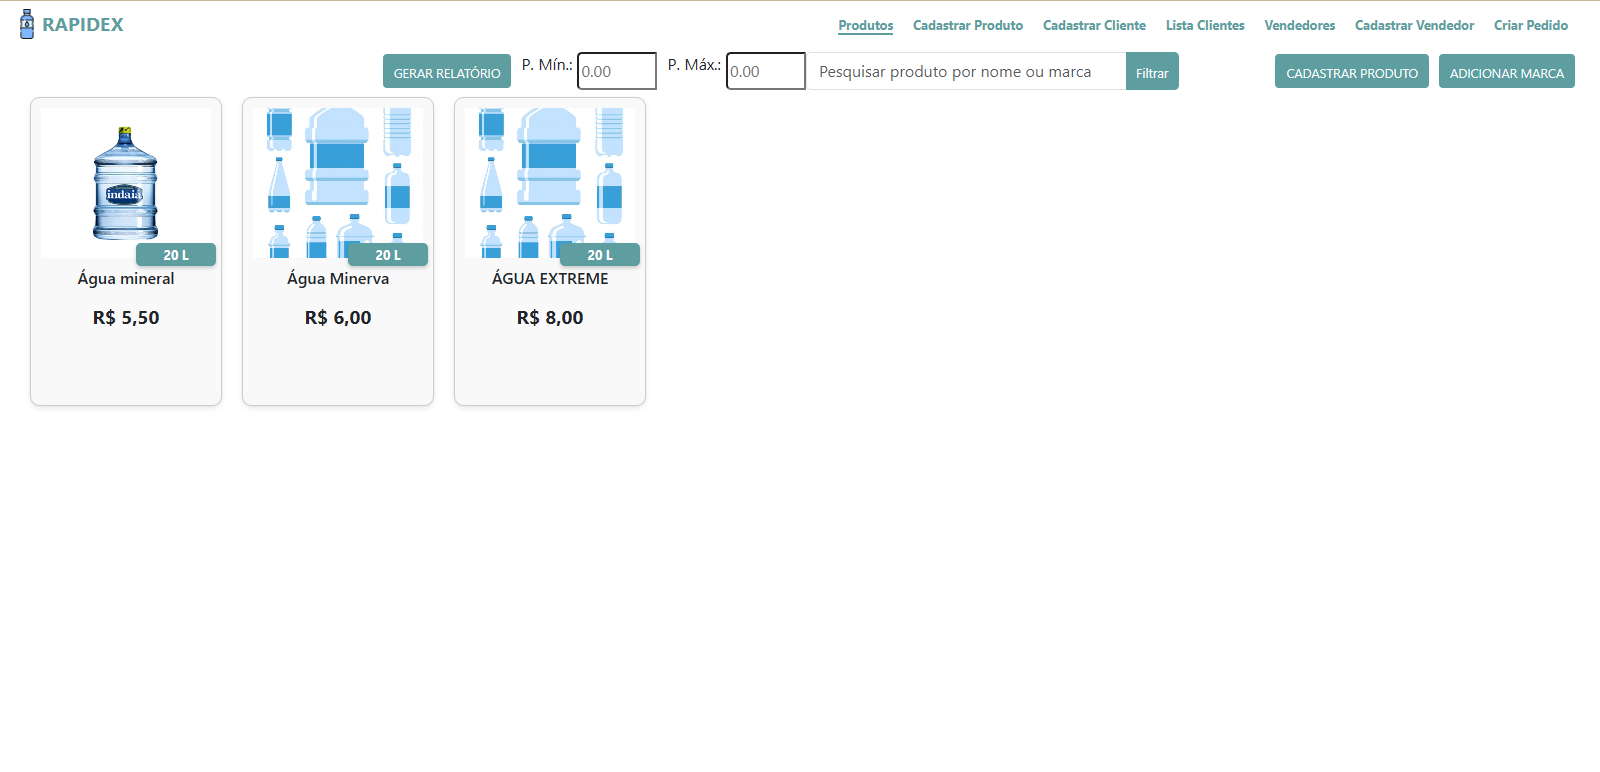 RAPIDEX
Produtos Cadastrar Produto Cadastrar Cliente Lista Clientes Vendedores Cadastrar Vendedor Criar Pedido
GERAR RELATÓRIO P. Mín.: 0.00 P. Máx.: 0.00 Pesquisar produto por nome ou marca Filtrar CADASTRAR PRODUTO ADICIONAR MARCA
indaiá
20 L
Água mineral
R$ 5,50
20 L
Água Minerva
R$ 6,00
20 L
ÁGUA EXTREME
R$ 8,00